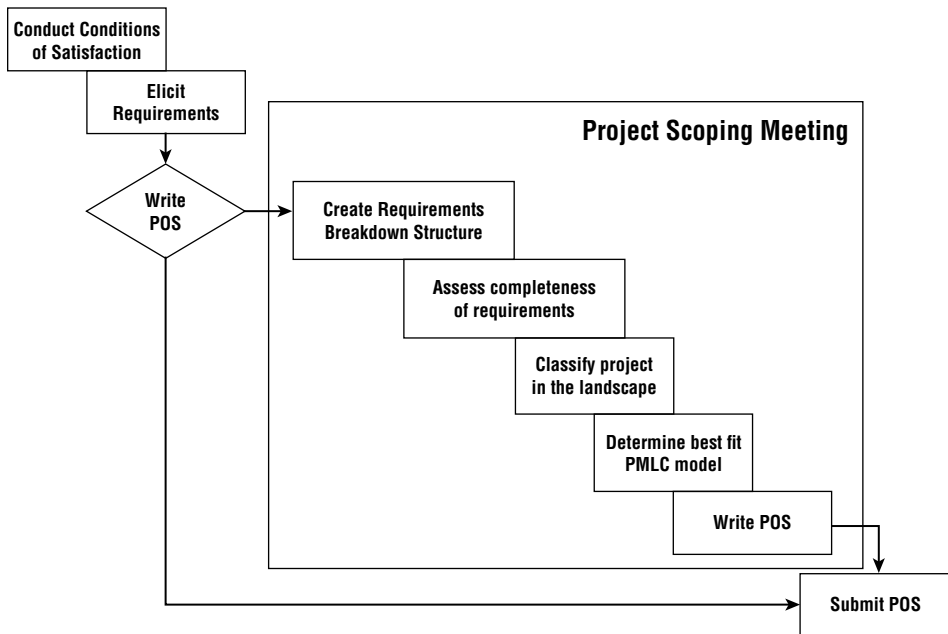 Conduct Conditions
of Satisfaction
Elicit
Requirements
Project Scoping Meeting
Write
POS
Create Requirements
Breakdown Structure
Assess completeness
of requirements
Classify project
in the landscape
Determine best fit
PMLC model
Write POS
Submit POS